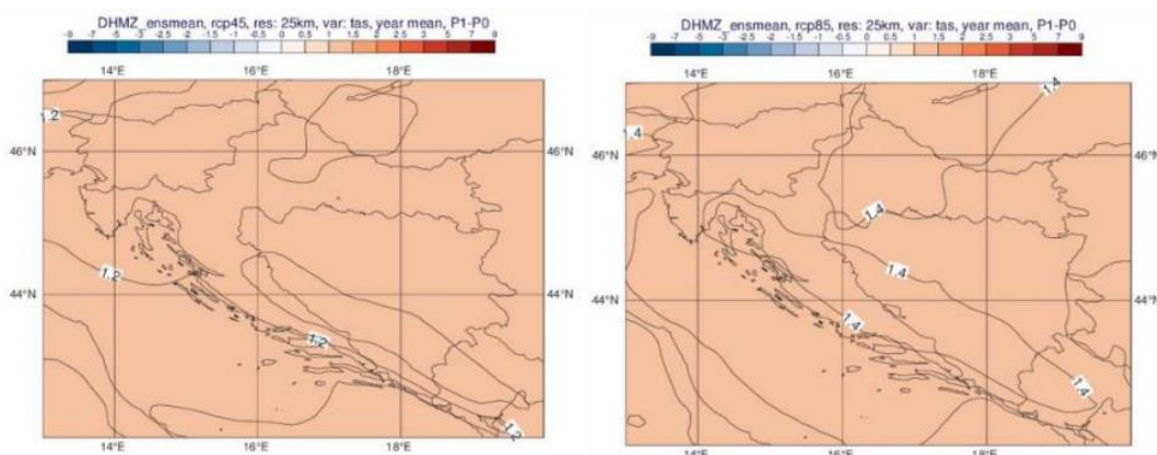 DHMZ_ensmean, rcp45, res: 25km, var: tas, year mean, P1-P0
-9 -7 -5 -3 -2.5 -2 -1.5 -1 -0.5 0 0.5 1 1.5 2 2.5 3 5 7 9
14°E 16°E 18°E
1.2
1.2
46°N 46°N
1.2
44°N 44°N
1.2
1.2
14°E 16°E 18°E
DHMZ_ensmean, rcp85, res: 25km, var: tas, year mean, P1-P0
-9 -7 -5 -3 -2.5 -2 -1.5 -1 -0.5 0 0.5 1 1.5 2 2.5 3 5 7 9
14°E 16°E 18°E
1.4
1.4
46°N 46°N
1.4
1.4
44°N 44°N
1.4
1.4
14°E 16°E 18°E